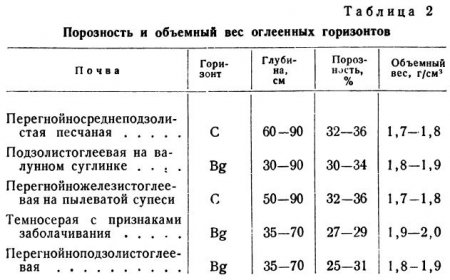 Таблица 2
Порозность и объемный вес оглеенных горизонтов
Почва Гори- Глуби- Пороз- Объемный
зонт на, ность, вес, г/см³
см %
Перегнойносреднеподзоли-
стая песчаная . . . . . C 60—90 32—36 1,7—1,8
Подзолистоглеевая на ва-
лунном суглинке . . . Bg 30—90 30—34 1,8—1,9
Перегнойножелезистоглее-
вая на пылеватой супеси C 50—90 32—36 1,7—1,8
Темносерая с признаками
заболачивания . . . . . Bg 35—70 27—29 1,9—2,0
Перегнойноподзолистоглее-
вая . . . . . . . . . . Bg 35—70 25—31 1,8—1,9